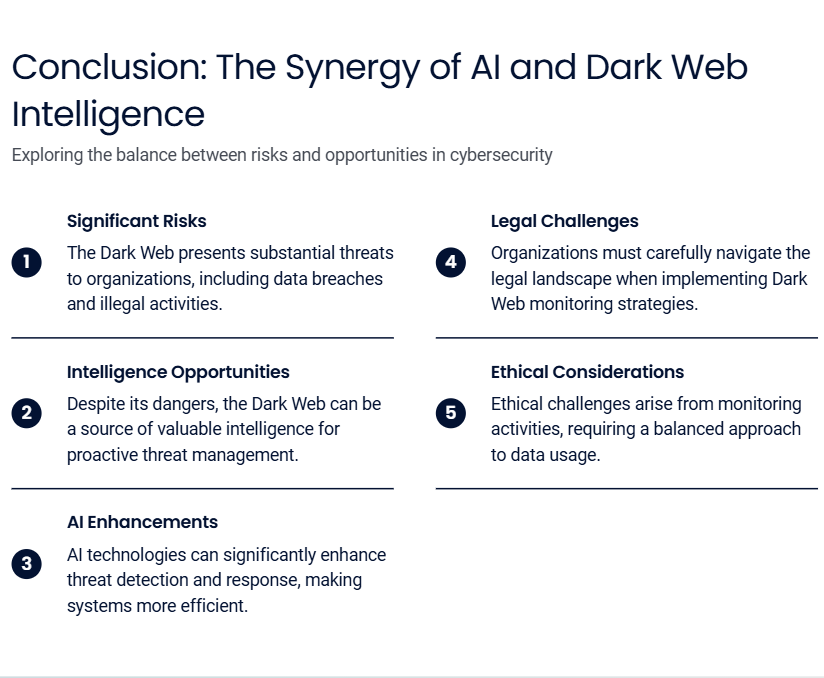 Conclusion: The Synergy of AI and Dark Web
Intelligence
Exploring the balance between risks and opportunities in cybersecurity
1
Significant Risks
The Dark Web presents substantial threats
to organizations, including data breaches
and illegal activities.
2
Intelligence Opportunities
Despite its dangers, the Dark Web can be
a source of valuable intelligence for
proactive threat management.
3
AI Enhancements
AI technologies can significantly enhance
threat detection and response, making
systems more efficient.
4
Legal Challenges
Organizations must carefully navigate the
legal landscape when implementing Dark
Web monitoring strategies.
5
Ethical Considerations
Ethical challenges arise from monitoring
activities, requiring a balanced approach
to data usage.